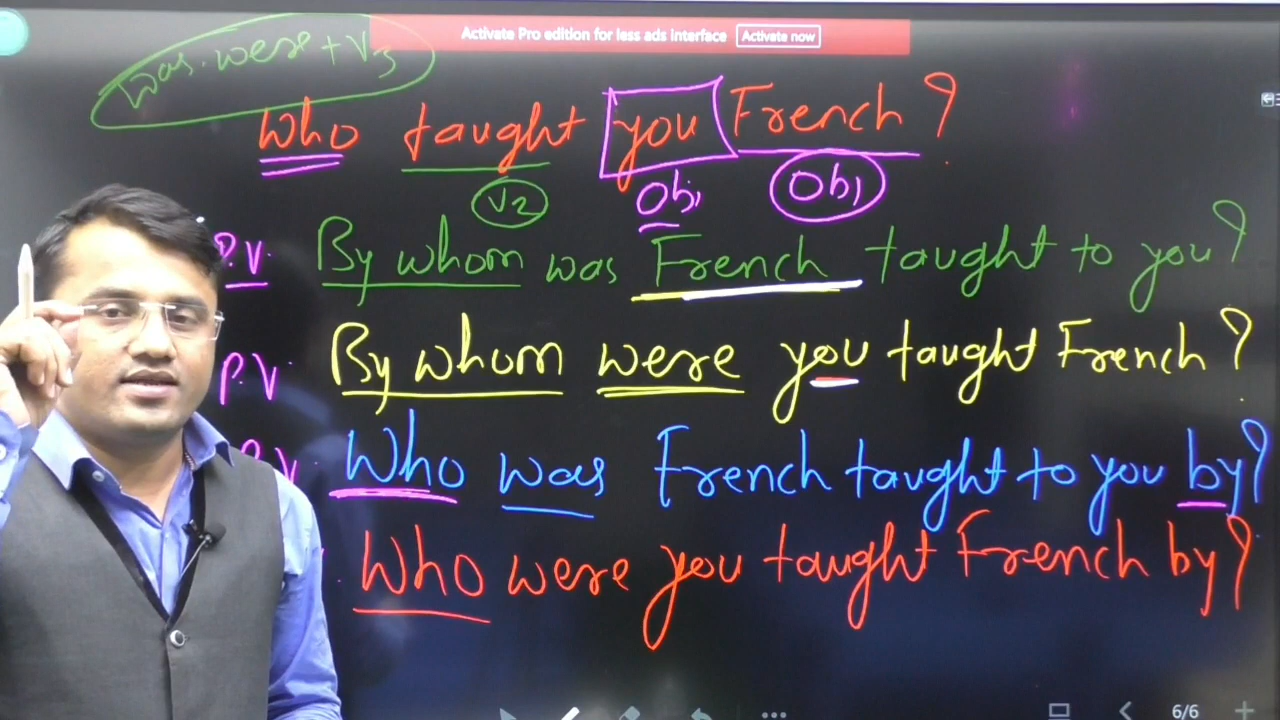 Activate Pro edition for less ads interface Activate now
was.were+V3
Who taught you French?
V2 Obj Obj
P.V. By whom was French taught to you?
P.V. By whom were you taught French?
P.V. Who was French taught to you by?
Who were you taught French by?
6/6